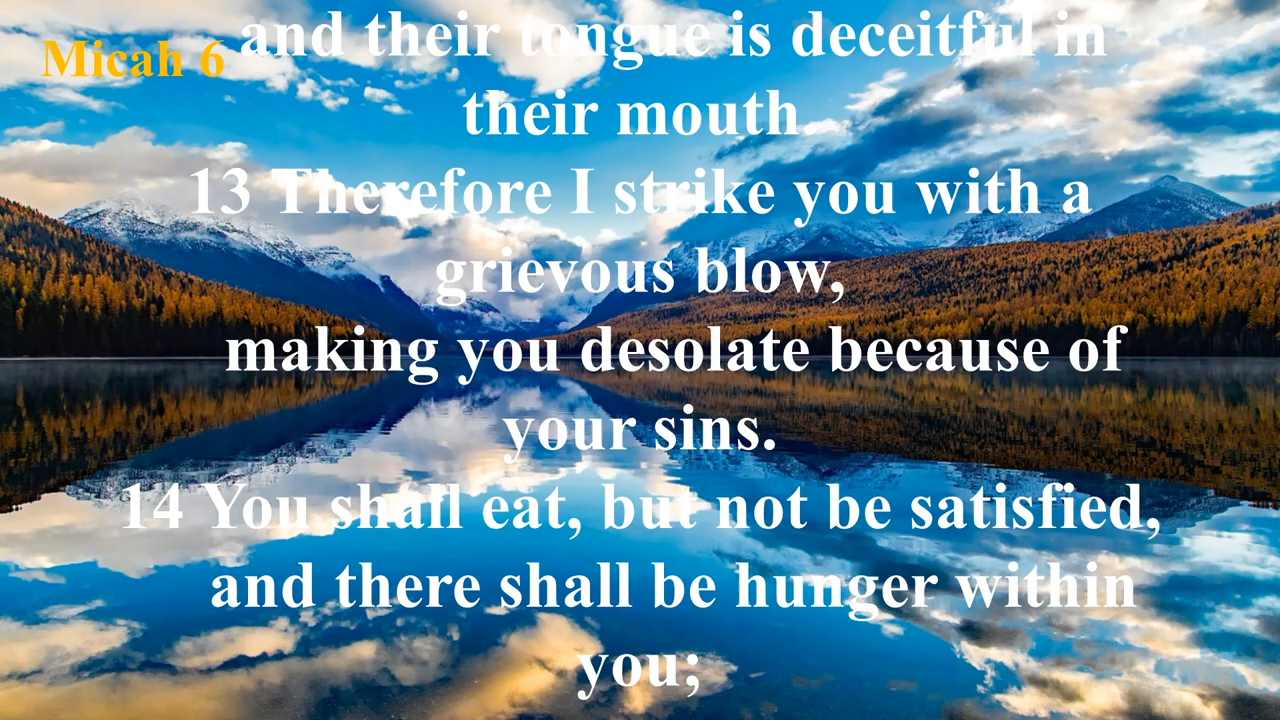 Micah 6
and their tongue is deceitful in
their mouth.
13 Therefore I strike you with a
grievous blow,
making you desolate because of
your sins.
14 You shall eat, but not be satisfied,
and there shall be hunger within
you;